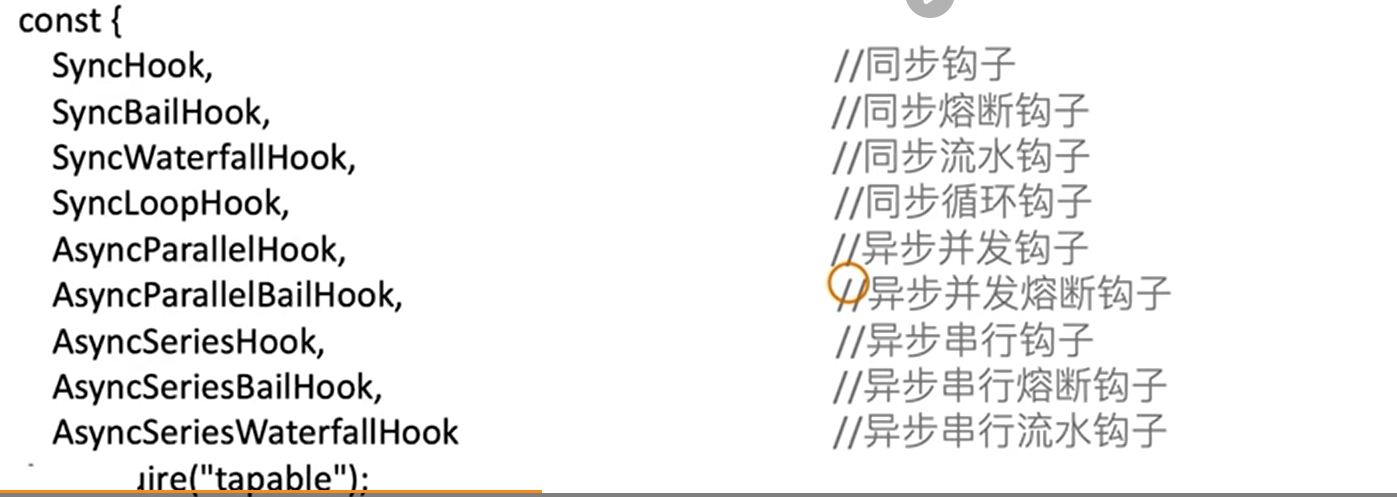 const {
SyncHook, //同步钩子
SyncBailHook, //同步熔断钩子
SyncWaterfallHook, //同步流水钩子
SyncLoopHook, //同步循环钩子
AsyncParallelHook, //异步并发钩子
AsyncParallelBailHook, //异步并发熔断钩子
AsyncSeriesHook, //异步串行钩子
AsyncSeriesBailHook, //异步串行熔断钩子
AsyncSeriesWaterfallHook //异步串行流水钩子
uire("tapable");